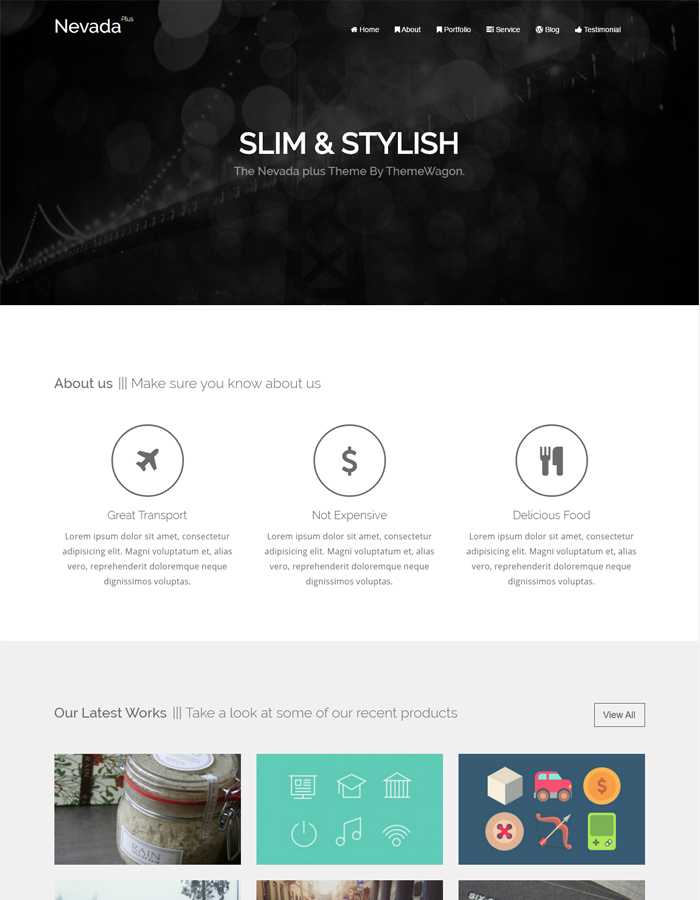 Nevada Plus
Home About Portfolio Service Blog Testimonial
SLIM & STYLISH
The Nevada plus Theme By ThemeWagon.
About us ||| Make sure you know about us
Great Transport
Lorem ipsum dolor sit amet, consectetur
adipisicing elit. Magni voluptatum et, alias
vero, reprehenderit doloremque neque
dignissimos voluptas.
Not Expensive
Lorem ipsum dolor sit amet, consectetur
adipisicing elit. Magni voluptatum et, alias
vero, reprehenderit doloremque neque
dignissimos voluptas.
Delicious Food
Lorem ipsum dolor sit amet, consectetur
adipisicing elit. Magni voluptatum et, alias
vero, reprehenderit doloremque neque
dignissimos voluptas.
Our Latest Works ||| Take a look at some of our recent products
View All
RAIN